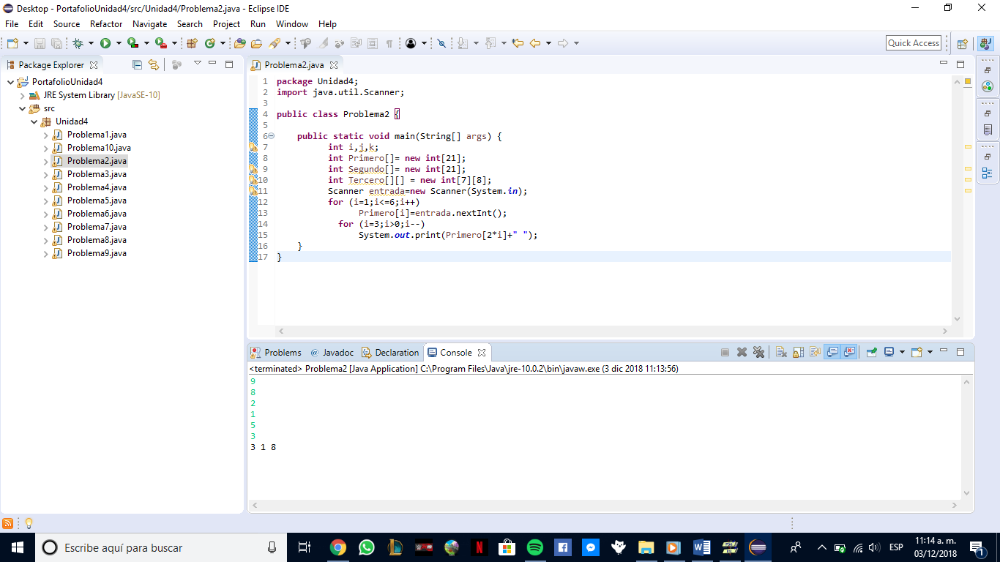 Desktop - PortafolioUnidad4/src/Unidad4/Problema2.java - Eclipse IDE
File Edit Source Refactor Navigate Search Project Run Window Help
Quick Access
Package Explorer
PortafolioUnidad4
JRE System Library [JavaSE-10]
src
Unidad4
Problema1.java
Problema10.java
Problema2.java
Problema3.java
Problema4.java
Problema5.java
Problema6.java
Problema7.java
Problema8.java
Problema9.java
Problema2.java
1 package Unidad4;
2 import java.util.Scanner;
3
4 public class Problema2 {
5
6 public static void main(String[] args) {
7 int i,j,k;
8 int Primero[]= new int[21];
9 int Segundo[]= new int[21];
10 int Tercero[][] = new int[7][8];
11 Scanner entrada=new Scanner(System.in);
12 for (i=1;i<=6;i++)
13 Primero[i]=entrada.nextInt();
14 for (i=3;i>0;i--)
15 System.out.print(Primero[2*i]+" ");
16 }
17 }
Problems @ Javadoc Declaration Console
<terminated> Problema2 [Java Application] C:\Program Files\Java\jre-10.0.2\bin\javaw.exe (3 dic 2018 11:13:56)
9
8
2
1
5
3
3 1 8
Escribe aquí para buscar
ESP
11:14 a. m.
03/12/2018
1